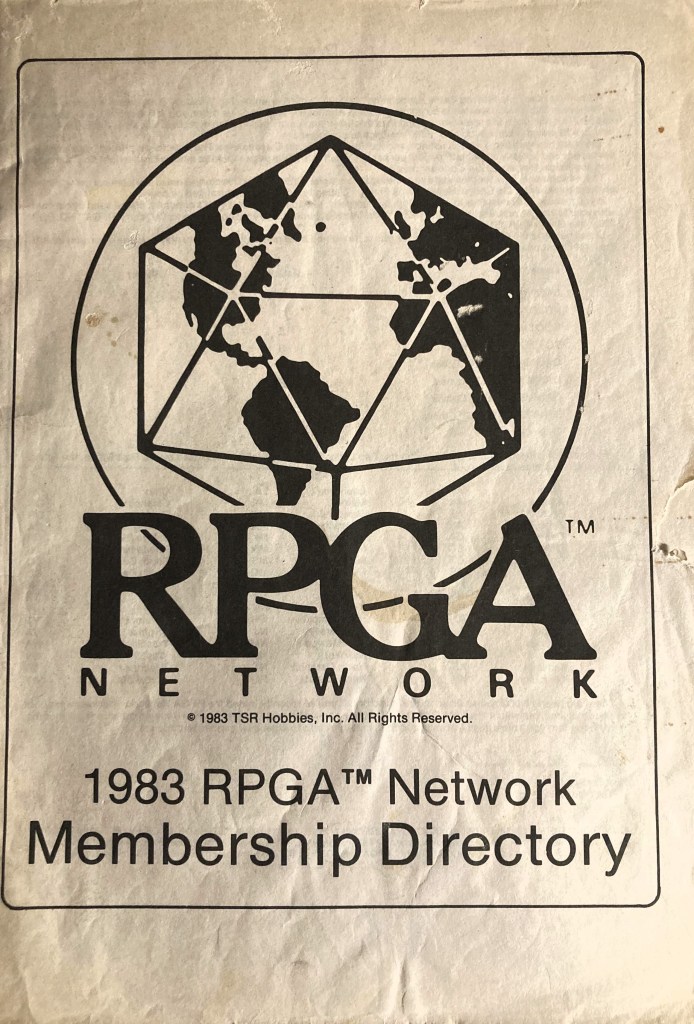 RPGA™
NETWORK
© 1983 TSR Hobbies, Inc. All Rights Reserved.
1983 RPGA™ Network
Membership Directory